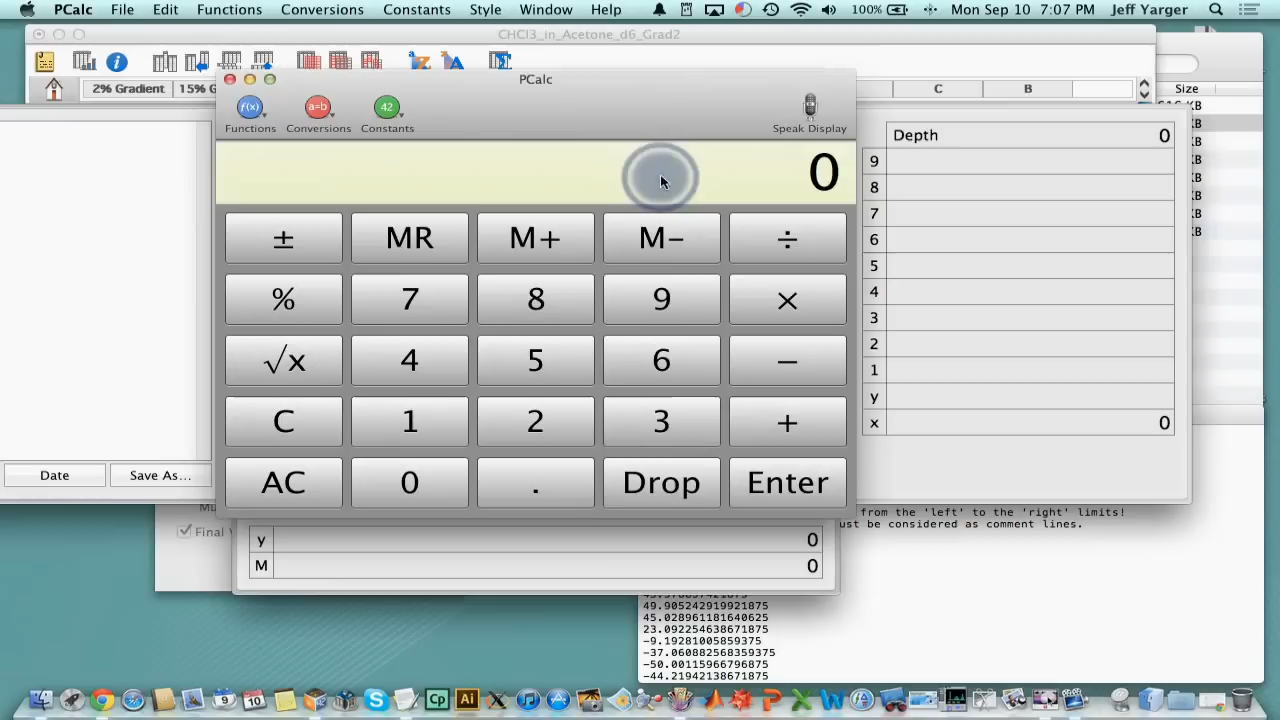 PCalc File Edit Functions Conversions Constants Style Window Help 100% Mon Sep 10 7:07 PM Jeff Yarger
CHCl3_in_Acetone_d6_Grad2
2% Gradient 15% G C B Size
PCalc
Functions Conversions Constants Speak Display
f(x) a=b 42
0
± MR M+ M− ÷
% 7 8 9 ×
√x 4 5 6 −
C 1 2 3 +
AC 0 . Drop Enter
Depth 0
9
8
7
6
5
4
3
2
1
y
x 0
KB
KB
KB
KB
KB
KB
KB
Date Save As...
Final
y 0
M 0
from the 'left' to the 'right' limits!
ust be considered as comment lines.
49.905242919921875
45.028961181640625
23.092254638671875
-9.19281005859375
-37.060882568359375
-50.00115966796875
-44.21942138671875